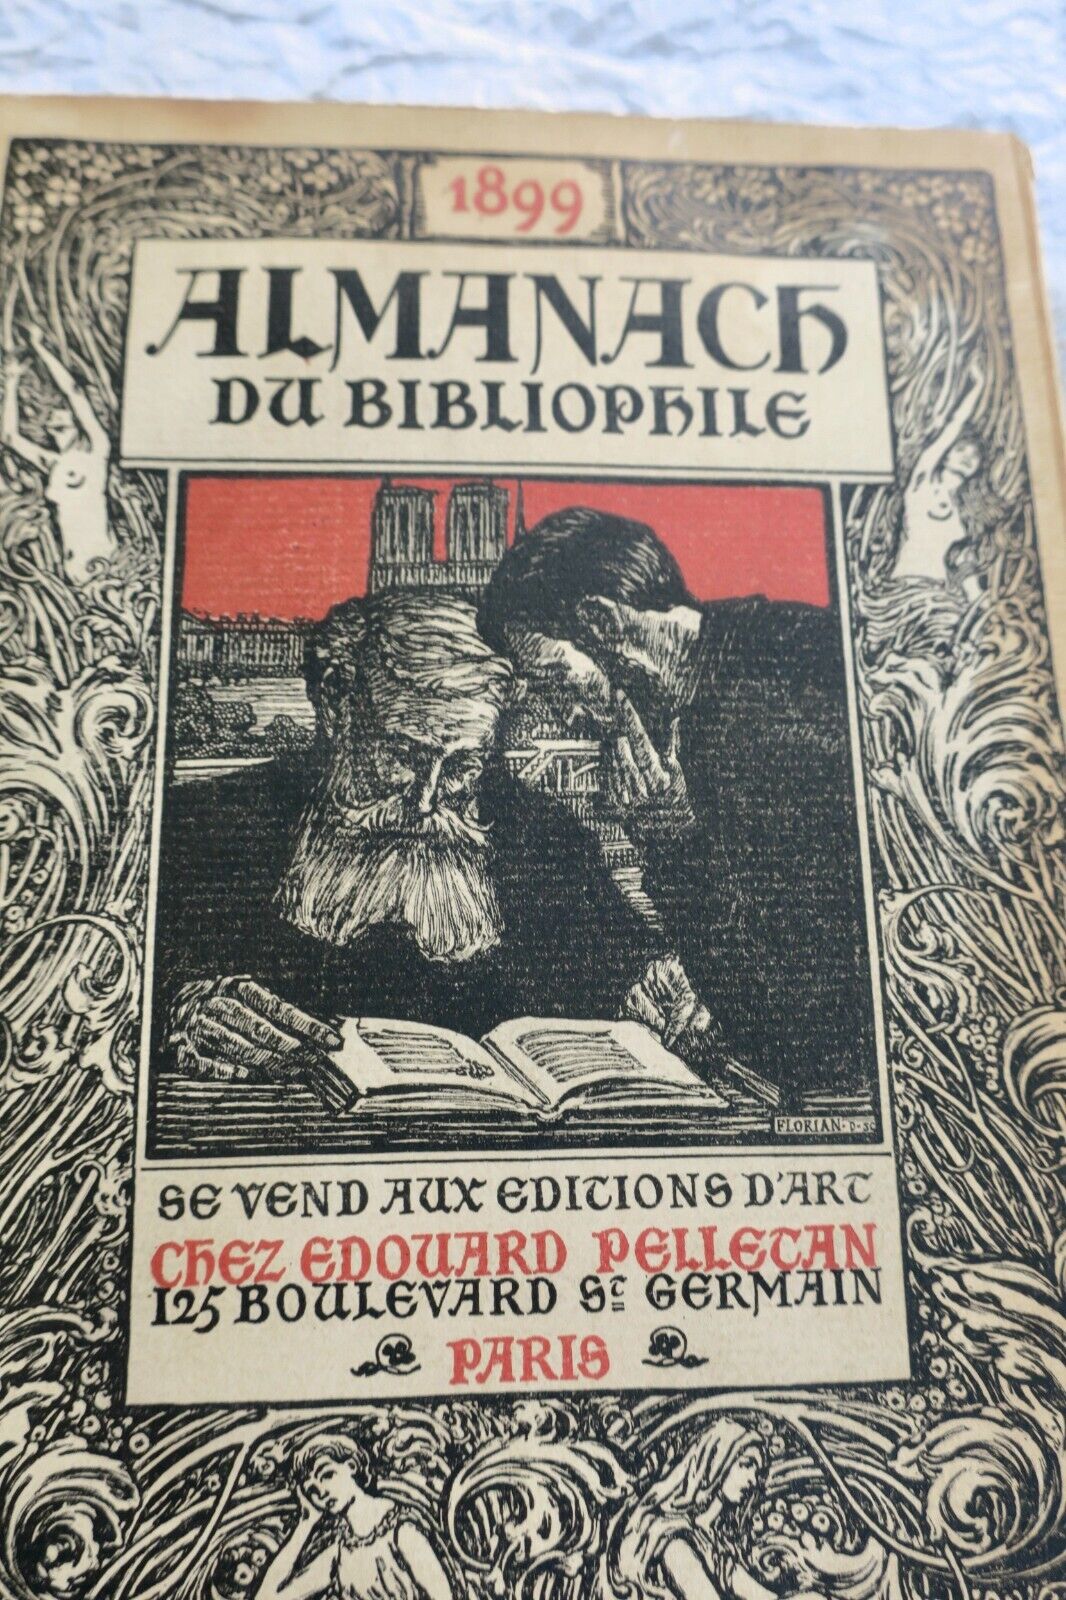 1899
ALMANACH
DU BIBLIOPHILE
FLORIAN·D·SC
SE VEND AUX EDITIONS D'ART
CHEZ EDOUARD PELLETAN
125 BOULEVARD St GERMAIN
PARIS